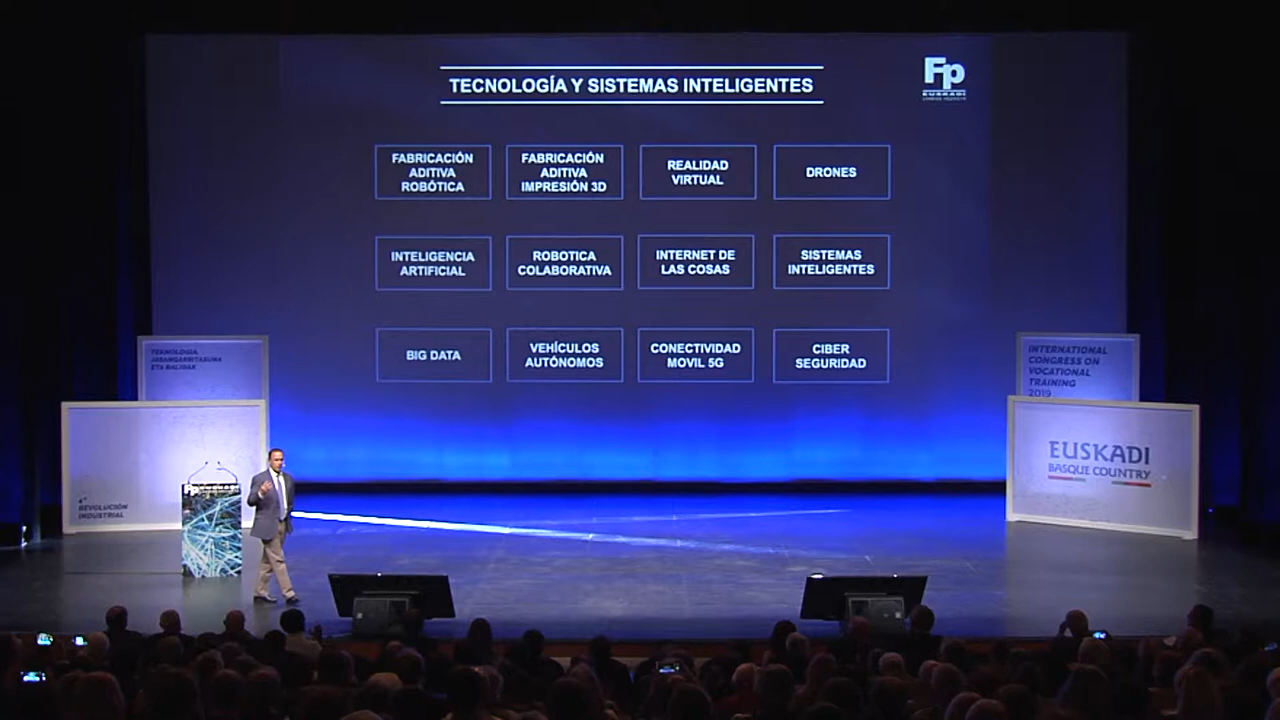 TECNOLOGÍA Y SISTEMAS INTELIGENTES
Fp
EUSKADI
FABRICACIÓN
ADITIVA
ROBÓTICA
FABRICACIÓN
ADITIVA
IMPRESIÓN 3D
REALIDAD
VIRTUAL
DRONES
INTELIGENCIA
ARTIFICIAL
ROBOTICA
COLABORATIVA
INTERNET DE
LAS COSAS
SISTEMAS
INTELIGENTES
BIG DATA
VEHÍCULOS
AUTÓNOMOS
CONECTIVIDAD
MOVIL 5G
CIBER
SEGURIDAD
TEKNOLOGIA,
JASANGARRITASUNA
ETA BALIOAK
INTERNATIONAL
CONGRESS ON
VOCATIONAL
TRAINING
2019
4ª
REVOLUCIÓN
INDUSTRIAL
Fp
EUSKADI
BASQUE COUNTRY